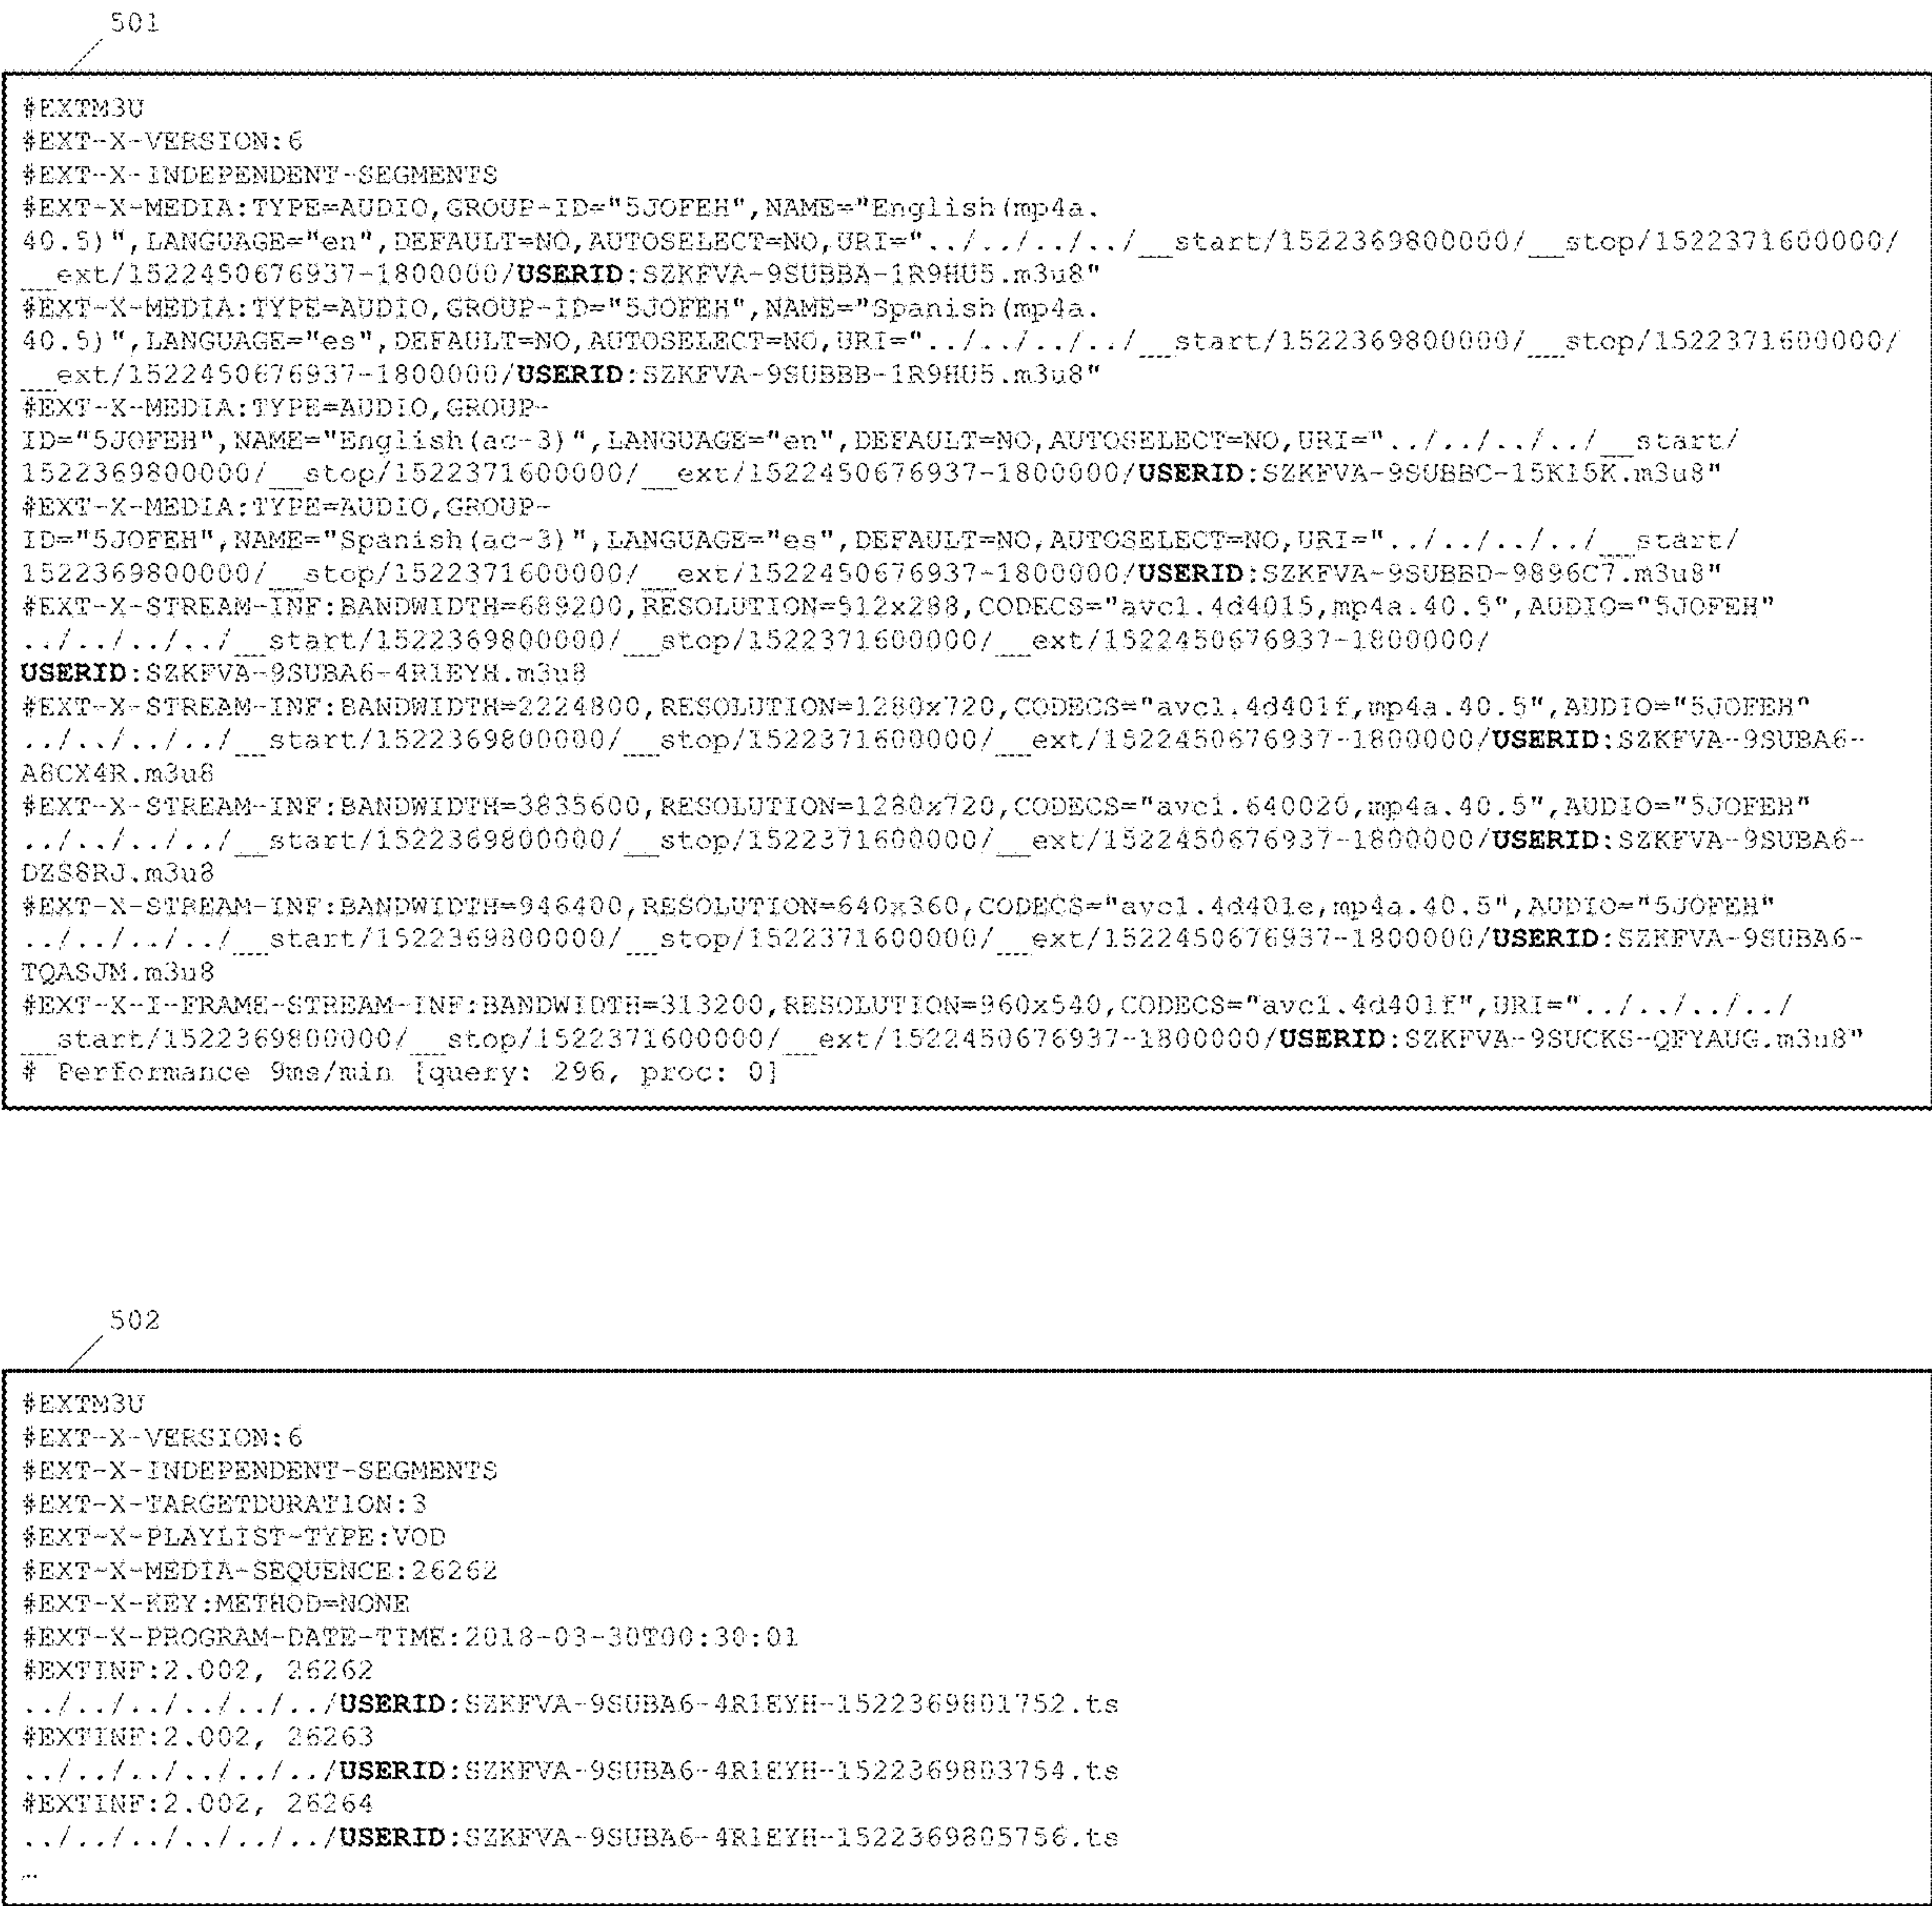 501
#EXTM3U
#EXT-X-VERSION:6
#EXT-X-INDEPENDENT-SEGMENTS
#EXT-X-MEDIA:TYPE=AUDIO,GROUP-ID="5JOFEH",NAME="English(mp4a.
40.5)",LANGUAGE="en",DEFAULT=NO,AUTOSELECT=NO,URI="../../../../__start/1522369800000/__stop/1522371600000/
__ext/1522450676937-1800000/USERID:SZKFVA-9SUBBA-1R9HU5.m3u8"
#EXT-X-MEDIA:TYPE=AUDIO,GROUP-ID="5JOFEH",NAME="Spanish(mp4a.
40.5)",LANGUAGE="es",DEFAULT=NO,AUTOSELECT=NO,URI="../../../../__start/1522369800000/__stop/1522371600000/
__ext/1522450676937-1800000/USERID:SZKFVA-9SUBBB-1R9HU5.m3u8"
#EXT-X-MEDIA:TYPE=AUDIO,GROUP-
ID="5JOFEH",NAME="English(ac-3)",LANGUAGE="en",DEFAULT=NO,AUTOSELECT=NO,URI="../../../../__start/
1522369800000/__stop/1522371600000/__ext/1522450676937-1800000/USERID:SZKFVA-9SUBBC-15K15K.m3u8"
#EXT-X-MEDIA:TYPE=AUDIO,GROUP-
ID="5JOFEH",NAME="Spanish(ac-3)",LANGUAGE="es",DEFAULT=NO,AUTOSELECT=NO,URI="../../../../__start/
1522369800000/__stop/1522371600000/__ext/1522450676937-1800000/USERID:SZKFVA-9SUBBD-9896C7.m3u8"
#EXT-X-STREAM-INF:BANDWIDTH=689200,RESOLUTION=512x288,CODECS="avc1.4d4015,mp4a.40.5",AUDIO="5JOFEH"
../../../../__start/1522369800000/__stop/1522371600000/__ext/1522450676937-1800000/
USERID:SZKFVA-9SUBA6-4R1EYH.m3u8
#EXT-X-STREAM-INF:BANDWIDTH=2224800,RESOLUTION=1280x720,CODECS="avc1.4d401f,mp4a.40.5",AUDIO="5JOFEH"
../../../../__start/1522369800000/__stop/1522371600000/__ext/1522450676937-1800000/USERID:SZKFVA-9SUBA6-
A8CX4R.m3u8
#EXT-X-STREAM-INF:BANDWIDTH=3835600,RESOLUTION=1280x720,CODECS="avc1.640020,mp4a.40.5",AUDIO="5JOFEH"
../../../../__start/1522369800000/__stop/1522371600000/__ext/1522450676937-1800000/USERID:SZKFVA-9SUBA6-
DZS8RJ.m3u8
#EXT-X-STREAM-INF:BANDWIDTH=946400,RESOLUTION=640x360,CODECS="avc1.4d401e,mp4a.40.5",AUDIO="5JOFEH"
../../../../__start/1522369800000/__stop/1522371600000/__ext/1522450676937-1800000/USERID:SZKFVA-9SUBA6-
TQASJM.m3u8
#EXT-X-I-FRAME-STREAM-INF:BANDWIDTH=313200,RESOLUTION=960x540,CODECS="avc1.4d401f",URI="../../../../
__start/1522369800000/__stop/1522371600000/__ext/1522450676937-1800000/USERID:SZKFVA-9SUCKS-QFYAUG.m3u8"
# Performance 9ms/min [query: 296, proc: 0]
502
#EXTM3U
#EXT-X-VERSION:6
#EXT-X-INDEPENDENT-SEGMENTS
#EXT-X-TARGETDURATION:3
#EXT-X-PLAYLIST-TYPE:VOD
#EXT-X-MEDIA-SEQUENCE:26262
#EXT-X-KEY:METHOD=NONE
#EXT-X-PROGRAM-DATE-TIME:2018-03-30T00:30:01
#EXTINF:2.002, 26262
../../../../../../USERID:SZKFVA-9SUBA6-4R1EYH-1522369801752.ts
#EXTINF:2.002, 26263
../../../../../../USERID:SZKFVA-9SUBA6-4R1EYH-1522369803754.ts
#EXTINF:2.002, 26264
../../../../../../USERID:SZKFVA-9SUBA6-4R1EYH-1522369805756.ts
…